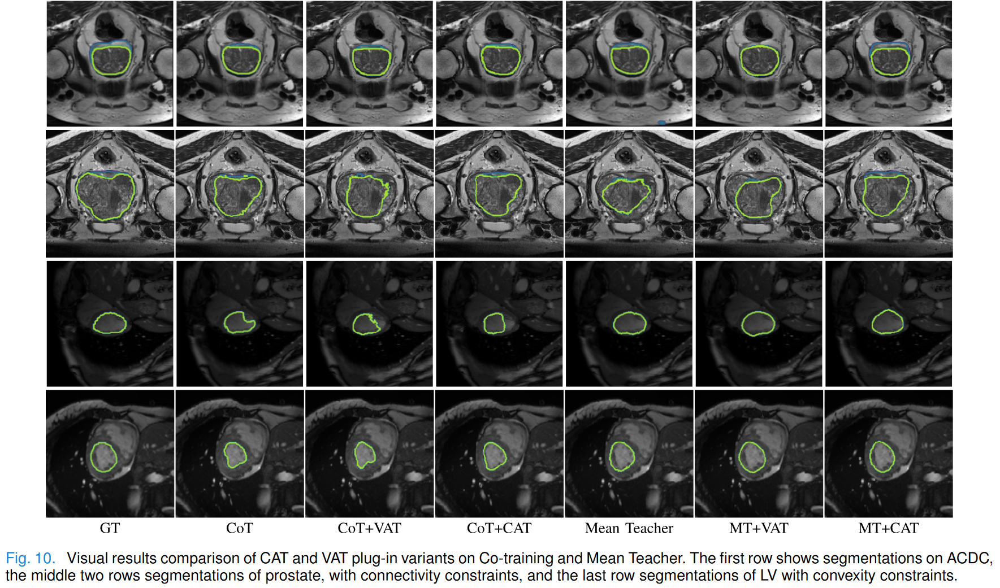 GT CoT CoT+VAT CoT+CAT Mean Teacher MT+VAT MT+CAT
Fig. 10. Visual results comparison of CAT and VAT plug-in variants on Co-training and Mean Teacher. The first row shows segmentations on ACDC,
the middle two rows segmentations of prostate, with connectivity constraints, and the last row segmentations of LV with convexity constraints.